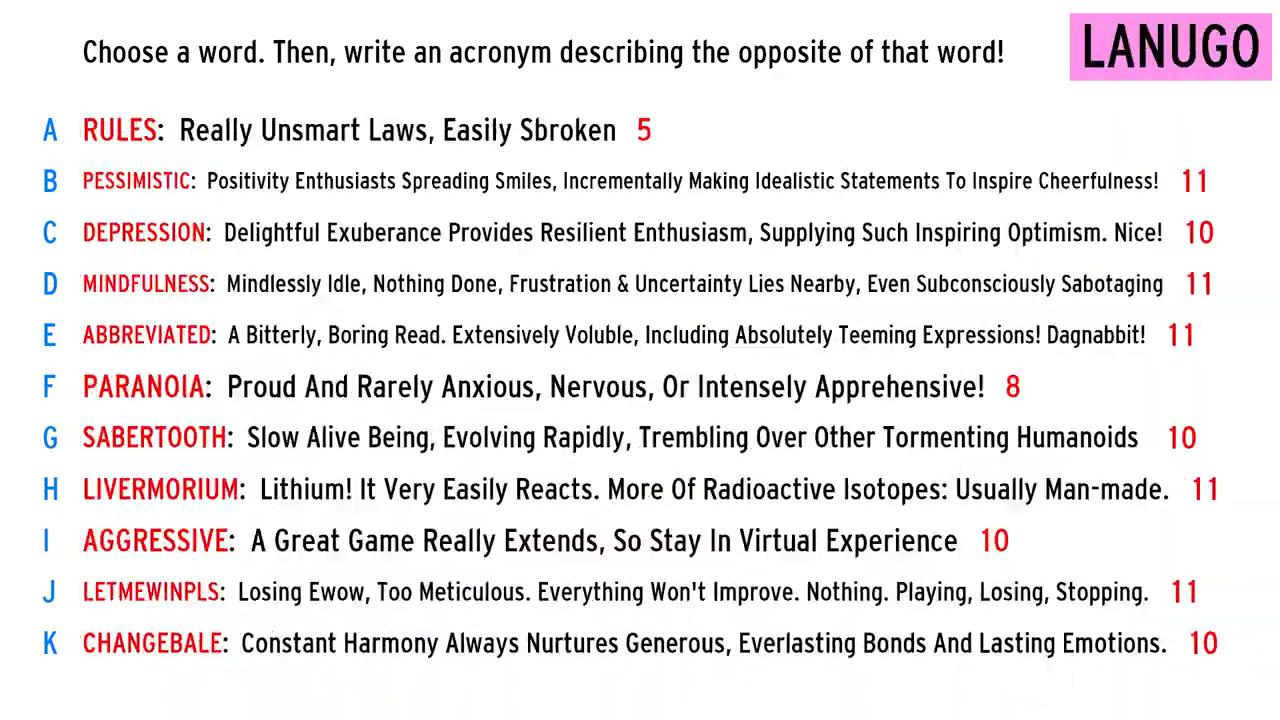 Choose a word. Then, write an acronym describing the opposite of that word!
LANUGO
A RULES: Really Unsmart Laws, Easily Sbroken 5
B PESSIMISTIC: Positivity Enthusiasts Spreading Smiles, Incrementally Making Idealistic Statements To Inspire Cheerfulness! 11
C DEPRESSION: Delightful Exuberance Provides Resilient Enthusiasm, Supplying Such Inspiring Optimism. Nice! 10
D MINDFULNESS: Mindlessly Idle, Nothing Done, Frustration & Uncertainty Lies Nearby, Even Subconsciously Sabotaging 11
E ABBREVIATED: A Bitterly, Boring Read. Extensively Voluble, Including Absolutely Teeming Expressions! Dagnabbit! 11
F PARANOIA: Proud And Rarely Anxious, Nervous, Or Intensely Apprehensive! 8
G SABERTOOTH: Slow Alive Being, Evolving Rapidly, Trembling Over Other Tormenting Humanoids 10
H LIVERMORIUM: Lithium! It Very Easily Reacts. More Of Radioactive Isotopes: Usually Man-made. 11
I AGGRESSIVE: A Great Game Really Extends, So Stay In Virtual Experience 10
J LETMEWINPLS: Losing Ewow, Too Meticulous. Everything Won't Improve. Nothing. Playing, Losing, Stopping. 11
K CHANGEBALE: Constant Harmony Always Nurtures Generous, Everlasting Bonds And Lasting Emotions. 10